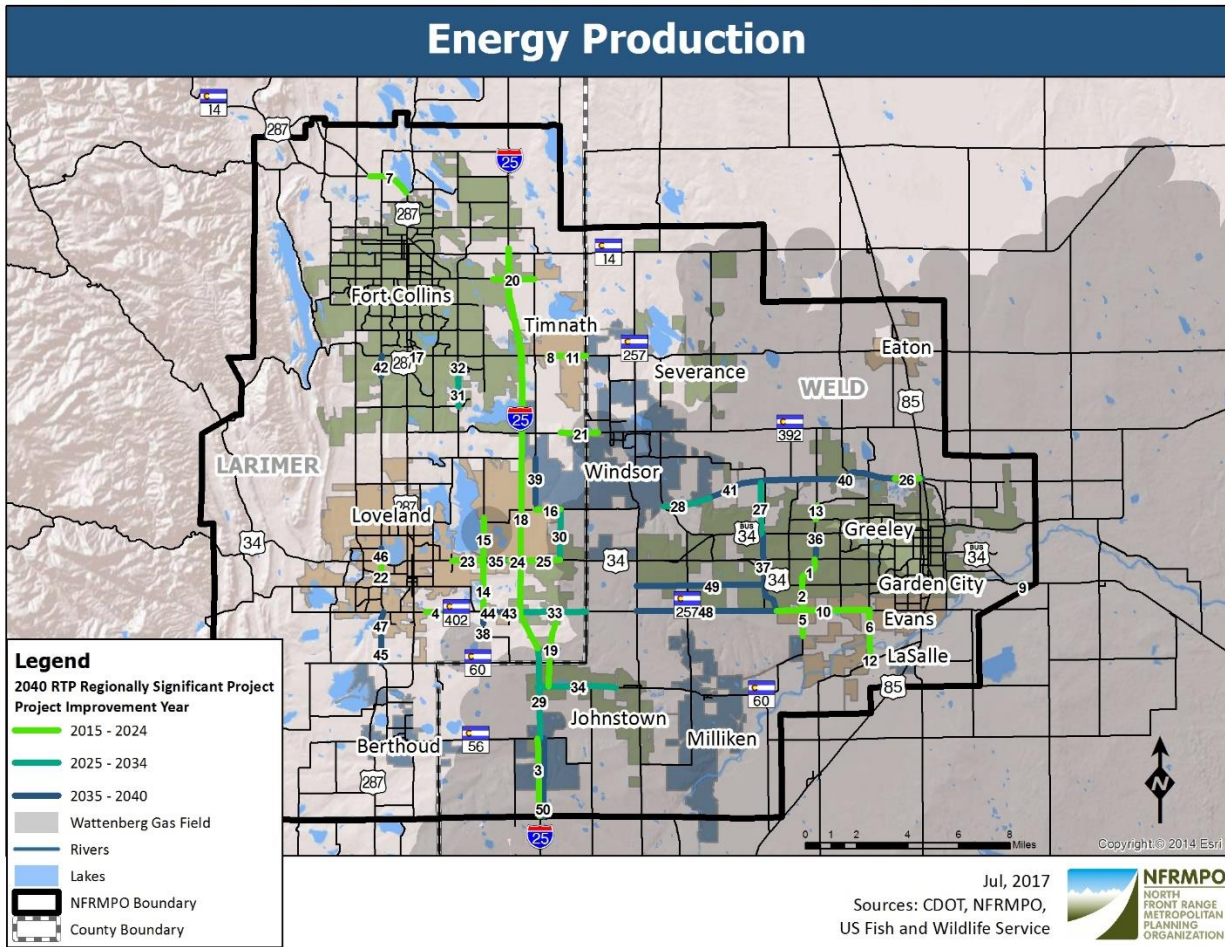 Energy Production
14
287
25
7
287
14
20
Fort Collins
Timnath
257
Eaton
42
17
287
32
8
11
Severance
WELD
31
85
25
392
21
LARIMER
Windsor
39
41
40
26
287
28
27
Loveland
18
16
13
34
15
30
BUS
34
Greeley
36
46
23
35
24
25
34
37
34
BUS
34
22
1
Garden City
9
14
49
2
47
4
402
44
43
33
257
48
10
Evans
38
5
6
45
60
19
12
LaSalle
34
60
85
29
Johnstown
Berthoud
56
Milliken
287
3
50
25
Legend
2040 RTP Regionally Significant Project
Project Improvement Year
2015 - 2024
2025 - 2034
2035 - 2040
Wattenberg Gas Field
Rivers
Lakes
NFRMPO Boundary
County Boundary
N
0 1 2 4 6 8
Miles
Copyright:© 2014 Esri
Jul, 2017
Sources: CDOT, NFRMPO,
US Fish and Wildlife Service
NFRMPO
NORTH
FRONT RANGE
METROPOLITAN
PLANNING
ORGANIZATION